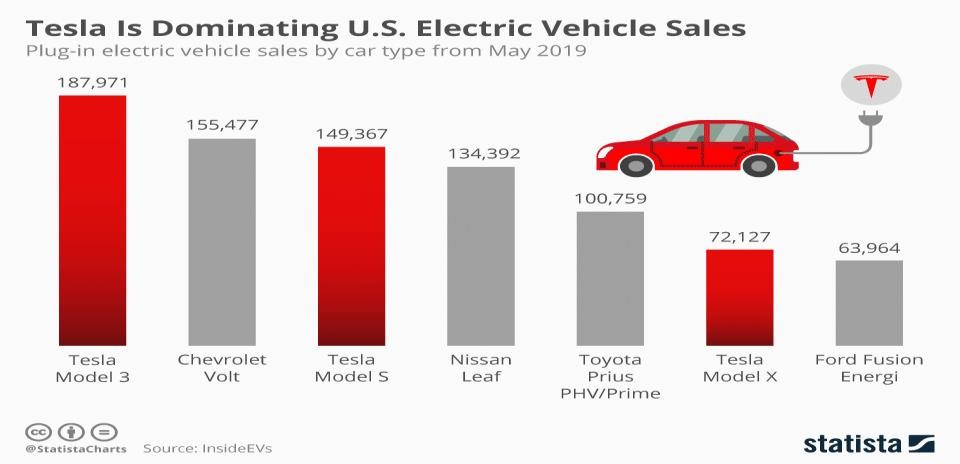 Tesla Is Dominating U.S. Electric Vehicle Sales
Plug-in electric vehicle sales by car type from May 2019
187,971
155,477
149,367
134,392
100,759
72,127
63,964
Tesla Model 3
Chevrolet Volt
Tesla Model S
Nissan Leaf
Toyota Prius PHV/Prime
Tesla Model X
Ford Fusion Energi
@StatistaCharts Source: InsideEVs
statista